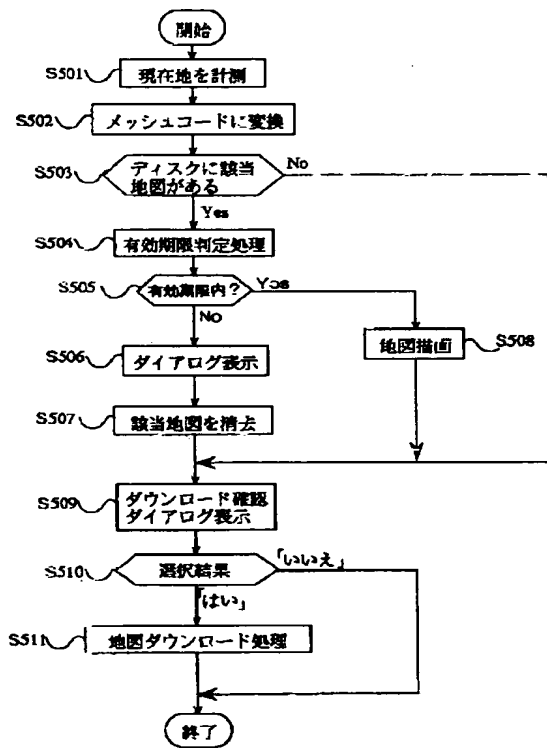 開始
S501
現在地を計測
S502
メッシュコードに変換
S503
ディスクに該当
地図がある
No
Yes
S504
有効期限判定処理
S505
有効期限内?
Yes
No
S506
ダイアログ表示
地図描画
S508
S507
該当地図を消去
S509
ダウンロード確認
ダイアログ表示
S510
選択結果
「いいえ」
「はい」
S511
地図ダウンロード処理
終了